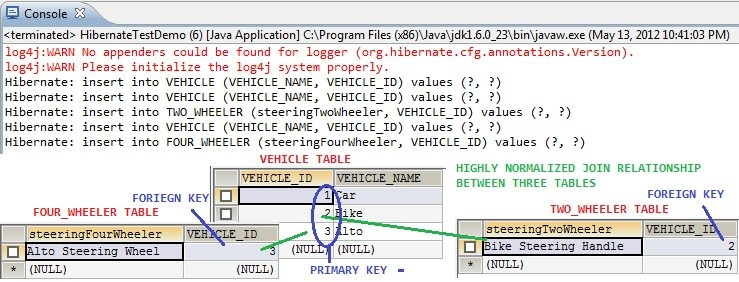 Console
<terminated> HibernateTestDemo (6) [Java Application] C:\Program Files (x86)\Java\jdk1.6.0_23\bin\javaw.exe (May 13, 2012 10:41:03 PM)
log4j:WARN No appenders could be found for logger (org.hibernate.cfg.annotations.Version).
log4j:WARN Please initialize the log4j system properly.
Hibernate: insert into VEHICLE (VEHICLE_NAME, VEHICLE_ID) values (?, ?)
Hibernate: insert into VEHICLE (VEHICLE_NAME, VEHICLE_ID) values (?, ?)
Hibernate: insert into TWO_WHEELER (steeringTwoWheeler, VEHICLE_ID) values (?, ?)
Hibernate: insert into VEHICLE (VEHICLE_NAME, VEHICLE_ID) values (?, ?)
Hibernate: insert into FOUR_WHEELER (steeringFourWheeler, VEHICLE_ID) values (?, ?)
VEHICLE TABLE
VEHICLE_ID VEHICLE_NAME
1 Car
2 Bike
3 Alto
(NULL) (NULL)
PRIMARY KEY -
HIGHLY NORMALIZED JOIN RELATIONSHIP
BETWEEN THREE TABLES
FORIEGN KEY
FOUR_WHEELER TABLE
steeringFourWheeler VEHICLE_ID
Alto Steering Wheel 3
* (NULL) (NULL)
FOREIGN KEY
TWO_WHEELER TABLE
steeringTwoWheeler VEHICLE_ID
Bike Steering Handle 2
* (NULL) (NULL)